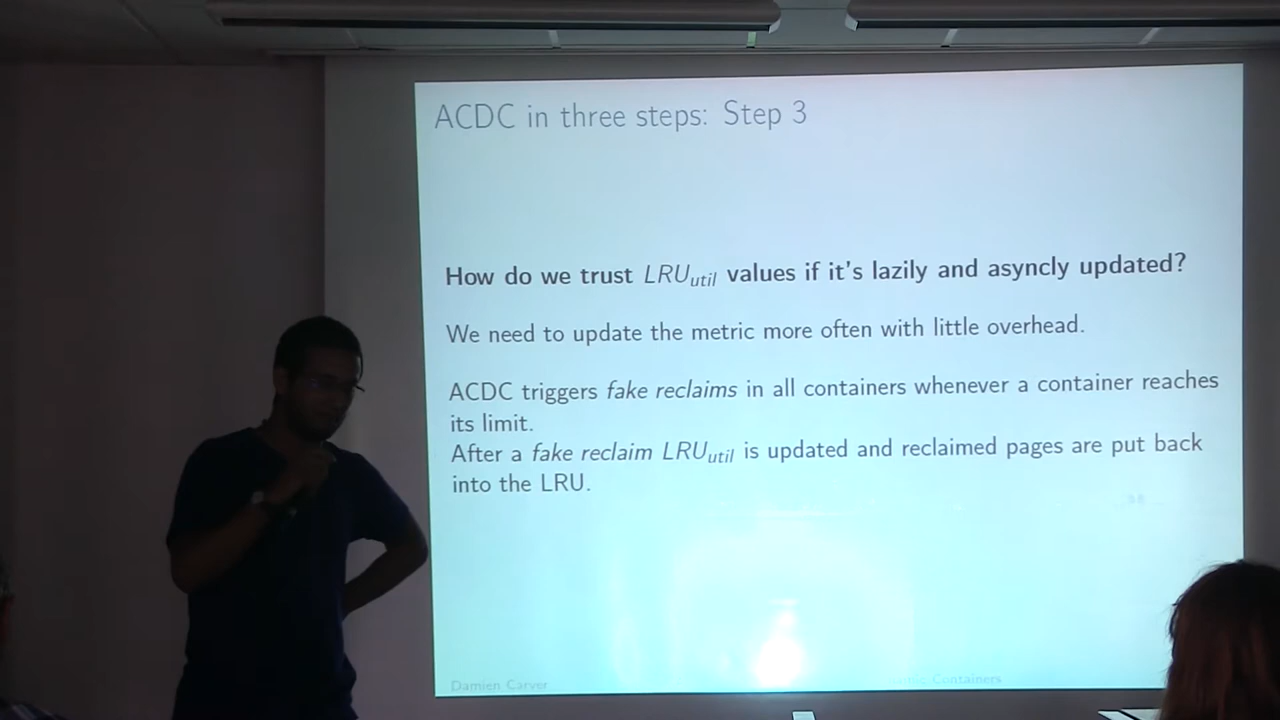 ACDC in three steps: Step 3
How do we trust LRUutil values if it's lazily and asyncly updated?
We need to update the metric more often with little overhead.
ACDC triggers fake reclaims in all containers whenever a container reaches
its limit.
After a fake reclaim LRUutil is updated and reclaimed pages are put back
into the LRU.
Damien Carver
Containers